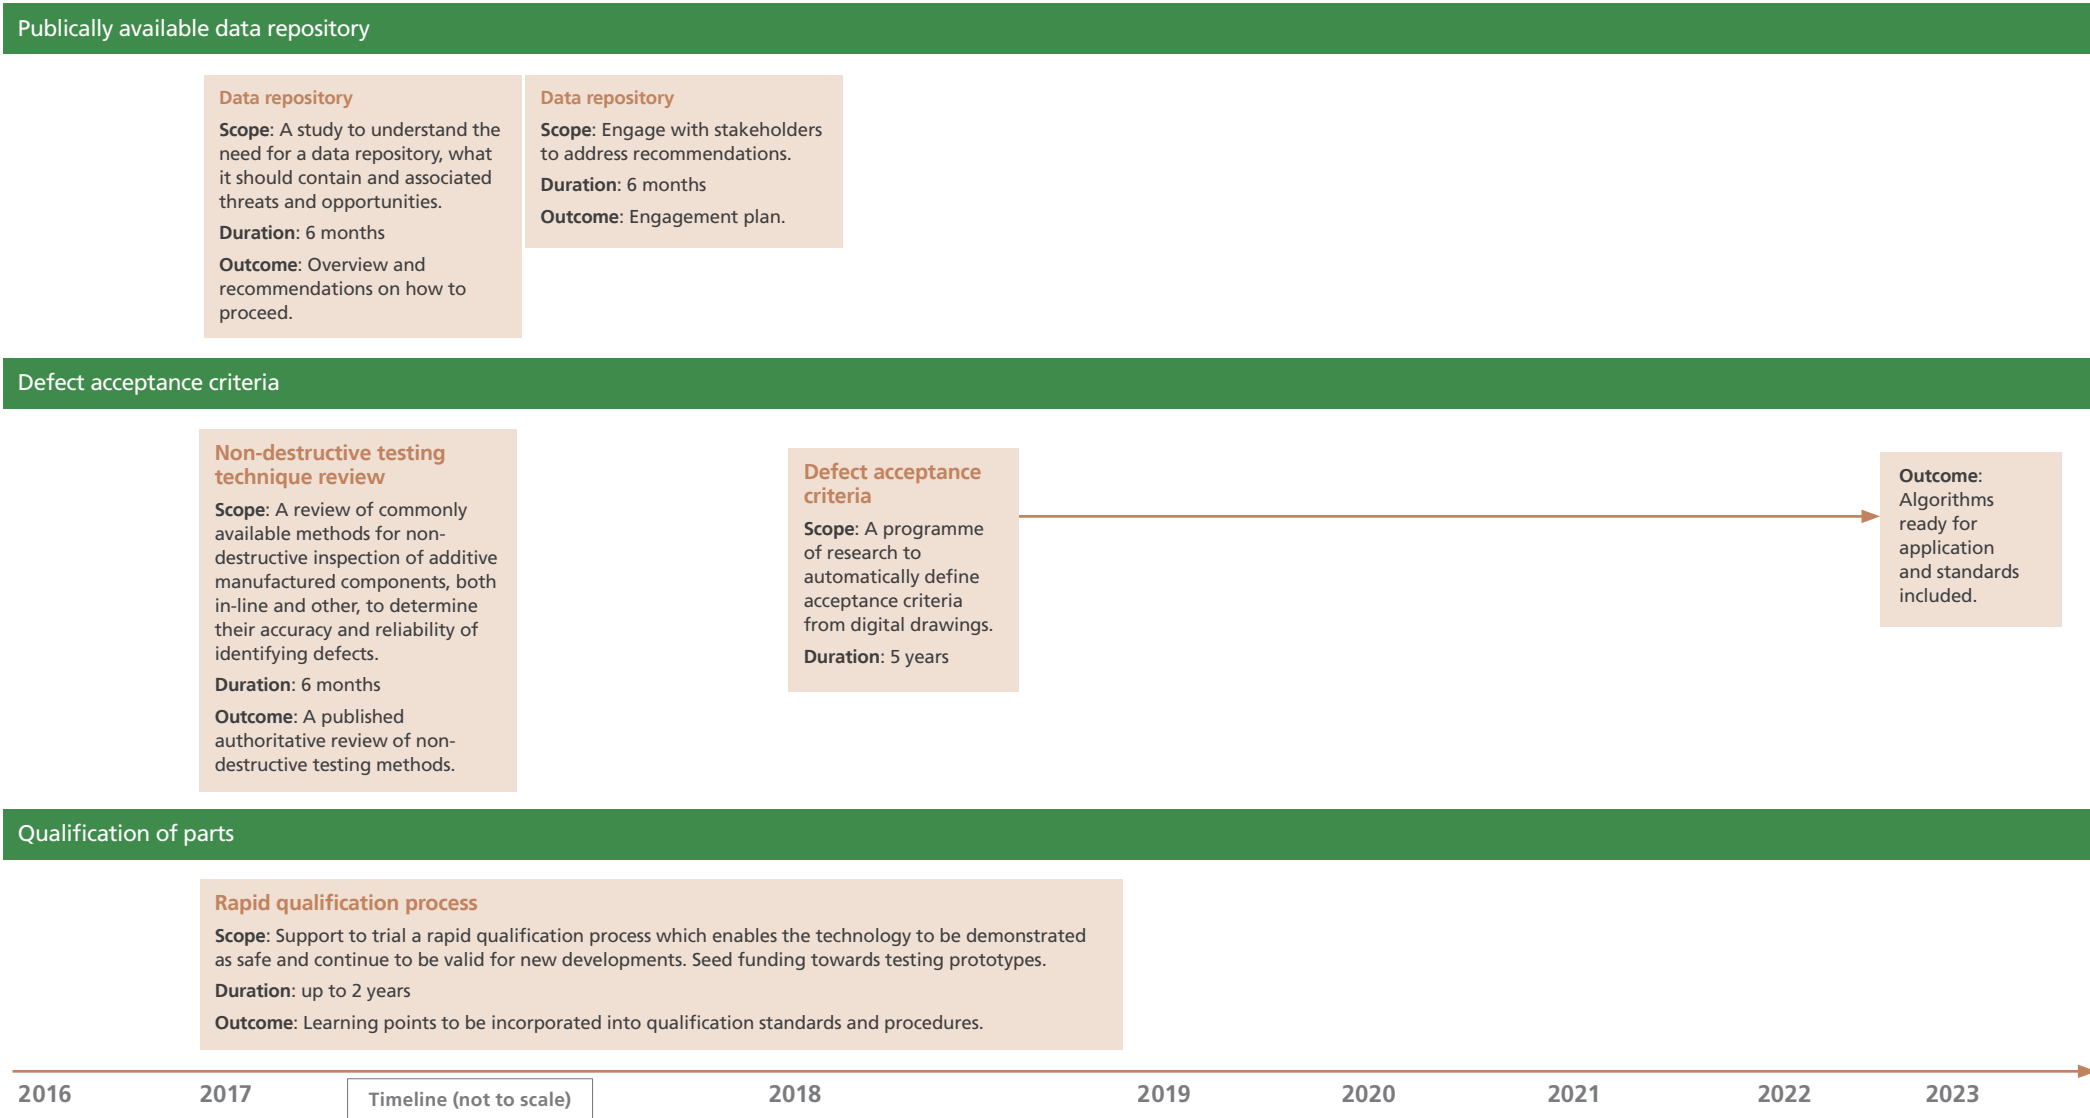 Publically available data repository
Data repository
Scope: A study to understand the
need for a data repository, what
it should contain and associated
threats and opportunities.
Duration: 6 months
Outcome: Overview and
recommendations on how to
proceed.
Data repository
Scope: Engage with stakeholders
to address recommendations.
Duration: 6 months
Outcome: Engagement plan.
Defect acceptance criteria
Non-destructive testing
technique review
Scope: A review of commonly
available methods for non-
destructive inspection of additive
manufactured components, both
in-line and other, to determine
their accuracy and reliability of
identifying defects.
Duration: 6 months
Outcome: A published
authoritative review of non-
destructive testing methods.
Defect acceptance
criteria
Scope: A programme
of research to
automatically define
acceptance criteria
from digital drawings.
Duration: 5 years
Outcome:
Algorithms
ready for
application
and standards
included.
Qualification of parts
Rapid qualification process
Scope: Support to trial a rapid qualification process which enables the technology to be demonstrated
as safe and continue to be valid for new developments. Seed funding towards testing prototypes.
Duration: up to 2 years
Outcome: Learning points to be incorporated into qualification standards and procedures.
2016 2017 2018 2019 2020 2021 2022 2023
Timeline (not to scale)